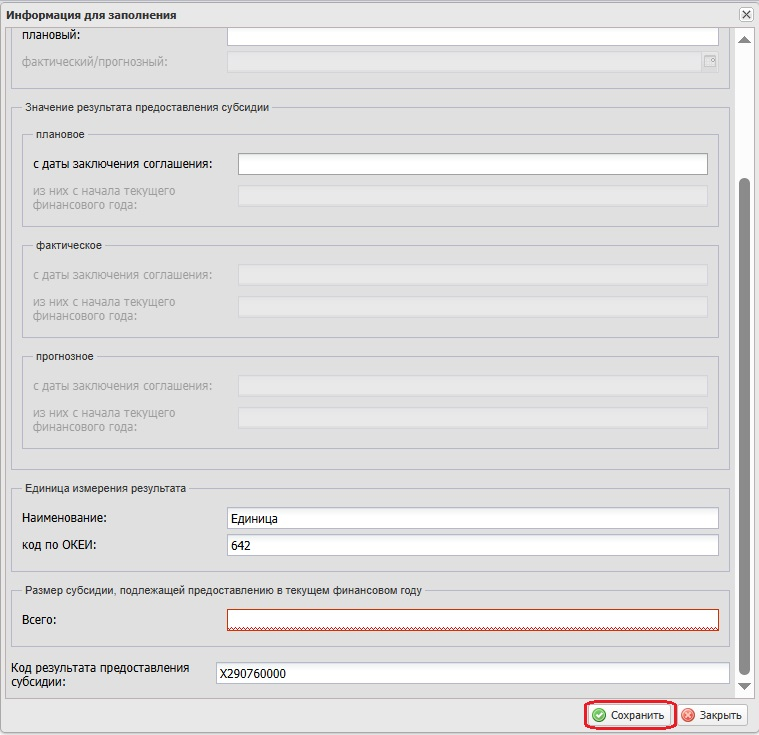 Информация для заполнения
плановый:
фактический/прогнозный:
Значение результата предоставления субсидии
плановое
с даты заключения соглашения:
из них с начала текущего
финансового года:
фактическое
с даты заключения соглашения:
из них с начала текущего
финансового года:
прогнозное
с даты заключения соглашения:
из них с начала текущего
финансового года:
Единица измерения результата
Наименование: Единица
код по ОКЕИ: 642
Размер субсидии, подлежащей предоставлению в текущем финансовом году
Всего:
Код результата предоставления
субсидии: X290760000
Сохранить Закрыть